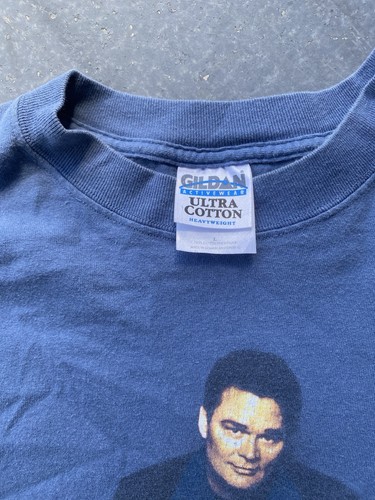 GILDAN
ACTIVEWEAR
ULTRA
COTTON
HEAVYWEIGHT
L